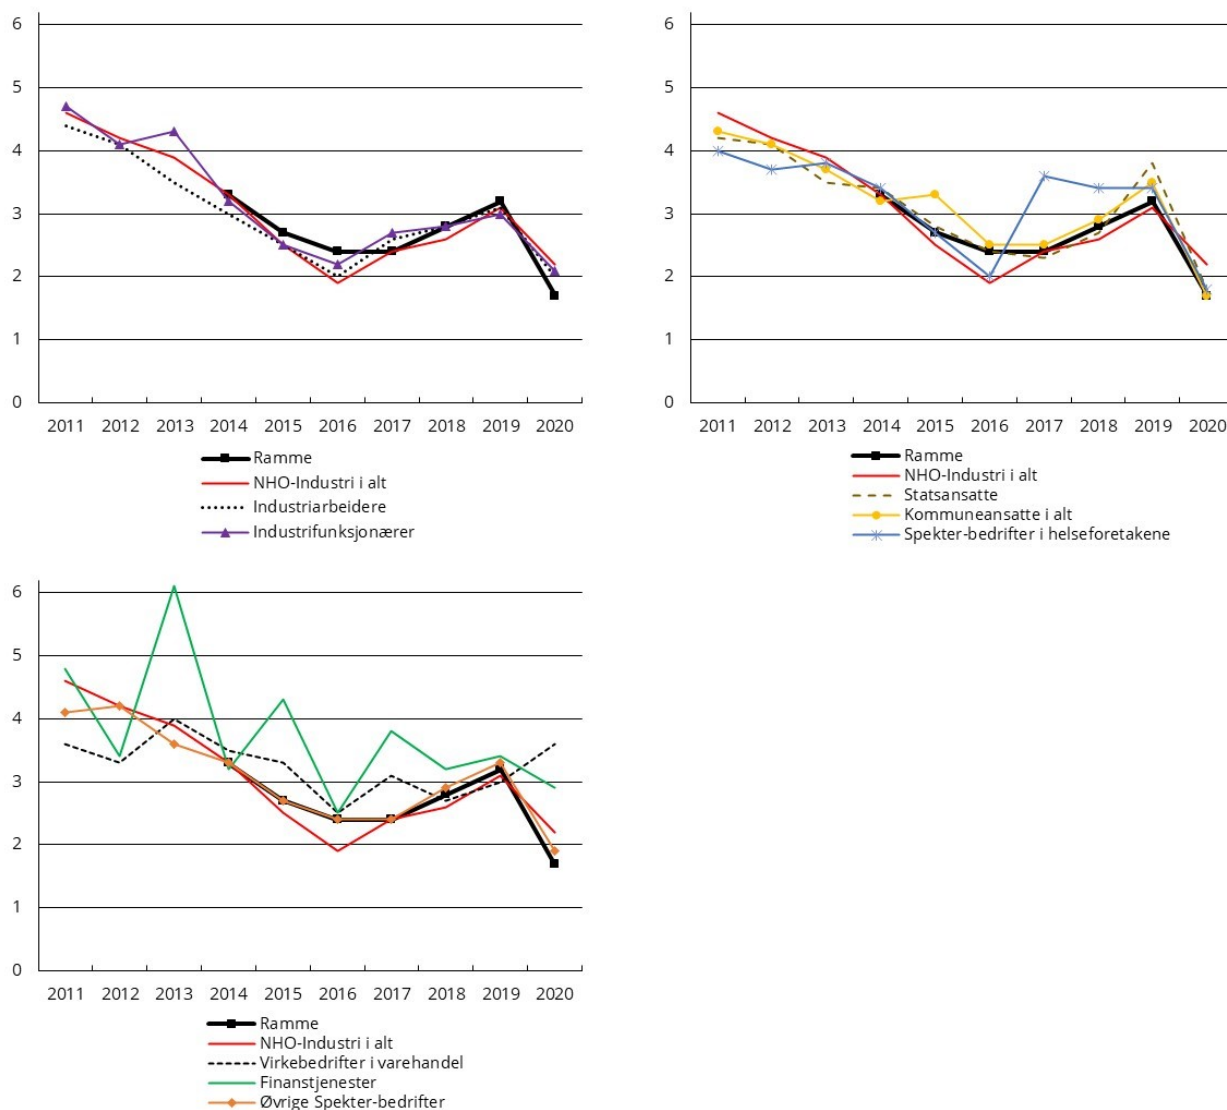 6
5
4
3
2
1
0
2011 2012 2013 2014 2015 2016 2017 2018 2019 2020
Ramme
NHO-Industri i alt
Industriarbeidere
Industrifunksjonærer
6
5
4
3
2
1
0
2011 2012 2013 2014 2015 2016 2017 2018 2019 2020
Ramme
NHO-Industri i alt
Statsansatte
Kommuneansatte i alt
Spekter-bedrifter i helseforetakene
6
5
4
3
2
1
0
2011 2012 2013 2014 2015 2016 2017 2018 2019 2020
Ramme
NHO-Industri i alt
Virkebedrifter i varehandel
Finanstjenester
Øvrige Spekter-bedrifter